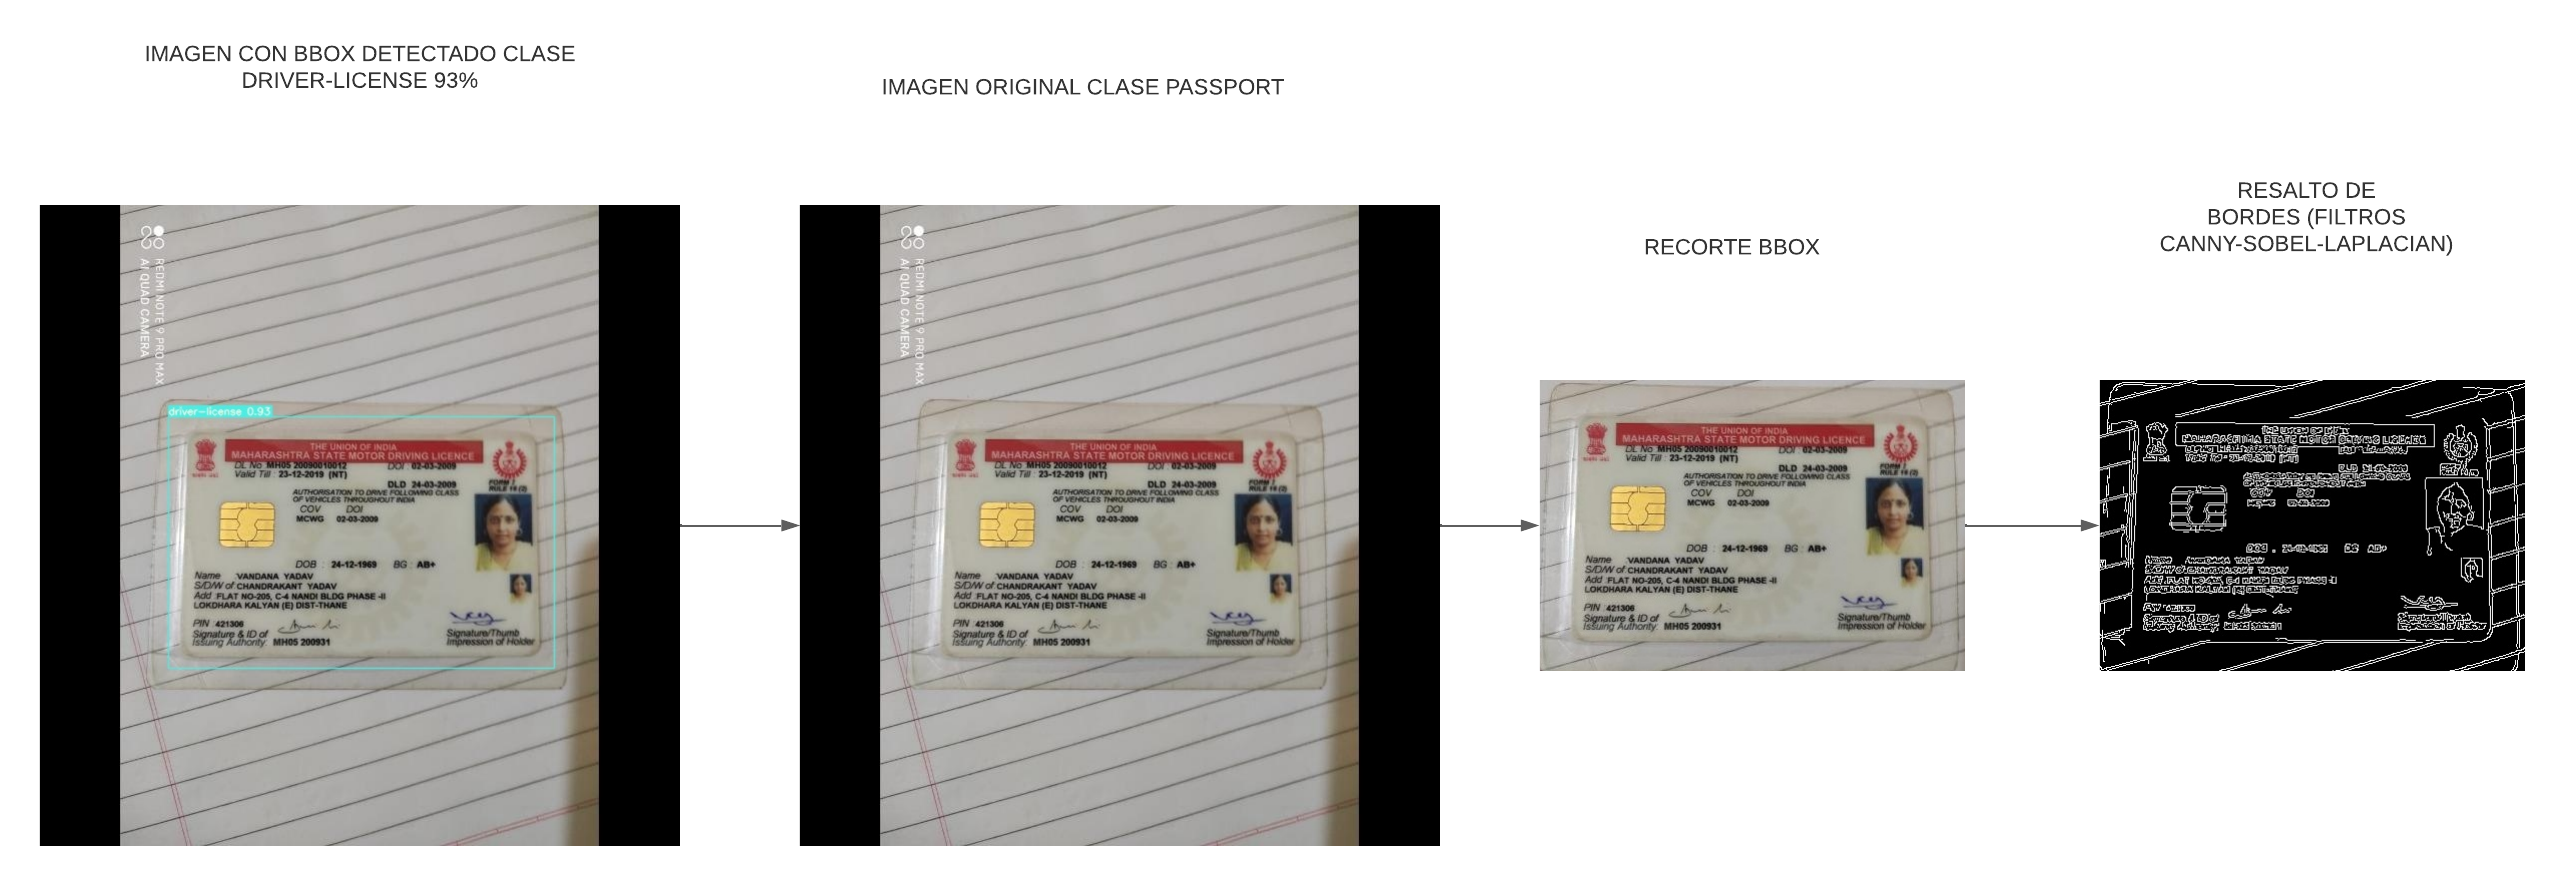 IMAGEN CON BBOX DETECTADO CLASE
DRIVER-LICENSE 93%
IMAGEN ORIGINAL CLASE PASSPORT
RECORTE BBOX
RESALTO DE
BORDES (FILTROS
CANNY-SOBEL-LAPLACIAN)
REDMI NOTE 9 PRO MAX
AI QUAD CAMERA
driver-license 0.93
THE UNION OF INDIA
MAHARASHTRA STATE MOTOR DRIVING LICENCE
DL No MH05 20090010012 DOI : 02-03-2009
Valid Till : 23-12-2019 (NT)
DLD 24-03-2009
FORM 7
RULE 16 (2)
AUTHORISATION TO DRIVE FOLLOWING CLASS
OF VEHICLES THROUGHOUT INDIA
COV DOI
MCWG 02-03-2009
DOB : 24-12-1969 BG : AB+
Name VANDANA YADAV
S/D/W of CHANDRAKANT YADAV
Add FLAT NO-205, C-4 NANDI BLDG PHASE -II
LOKDHARA KALYAN (E) DIST-THANE
PIN 421306
Signature & ID of
Issuing Authority: MH05 200931
Signature/Thumb
Impression of Holder
REDMI NOTE 9 PRO MAX
AI QUAD CAMERA
THE UNION OF INDIA
MAHARASHTRA STATE MOTOR DRIVING LICENCE
DL No MH05 20090010012 DOI : 02-03-2009
Valid Till : 23-12-2019 (NT)
DLD 24-03-2009
FORM 7
RULE 16 (2)
AUTHORISATION TO DRIVE FOLLOWING CLASS
OF VEHICLES THROUGHOUT INDIA
COV DOI
MCWG 02-03-2009
DOB : 24-12-1969 BG : AB+
Name VANDANA YADAV
S/D/W of CHANDRAKANT YADAV
Add FLAT NO-205, C-4 NANDI BLDG PHASE -II
LOKDHARA KALYAN (E) DIST-THANE
PIN 421306
Signature & ID of
Issuing Authority: MH05 200931
Signature/Thumb
Impression of Holder
THE UNION OF INDIA
MAHARASHTRA STATE MOTOR DRIVING LICENCE
DL No MH05 20090010012 DOI : 02-03-2009
Valid Till : 23-12-2019 (NT)
DLD 24-03-2009
FORM 7
RULE 16 (2)
AUTHORISATION TO DRIVE FOLLOWING CLASS
OF VEHICLES THROUGHOUT INDIA
COV DOI
MCWG 02-03-2009
DOB : 24-12-1969 BG : AB+
Name VANDANA YADAV
S/D/W of CHANDRAKANT YADAV
Add FLAT NO-205, C-4 NANDI BLDG PHASE -II
LOKDHARA KALYAN (E) DIST-THANE
PIN 421306
Signature & ID of
Issuing Authority: MH05 200931
Signature/Thumb
Impression of Holder